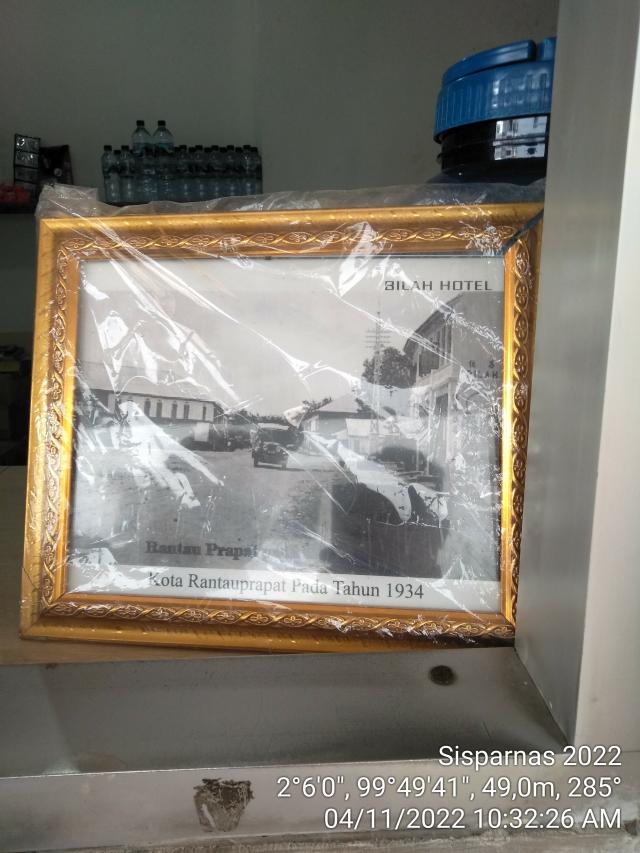 BILAH HOTEL
Rantau Prapat
Kota Rantauprapat Pada Tahun 1934
Sisparnas 2022
2°6'0", 99°49'41", 49,0m, 285°
04/11/2022 10:32:26 AM